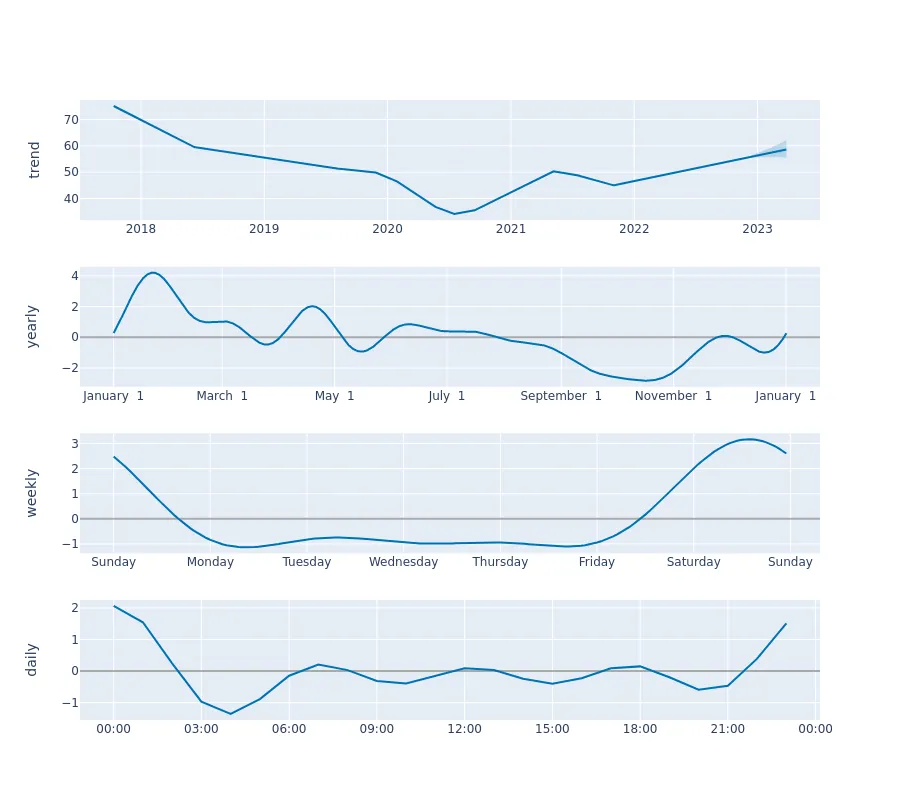 trend
70
60
50
40
2018 2019 2020 2021 2022 2023
yearly
4
2
0
−2
January 1 March 1 May 1 July 1 September 1 November 1 January 1
weekly
3
2
1
0
−1
Sunday Monday Tuesday Wednesday Thursday Friday Saturday Sunday
daily
2
1
0
−1
00:00 03:00 06:00 09:00 12:00 15:00 18:00 21:00 00:00